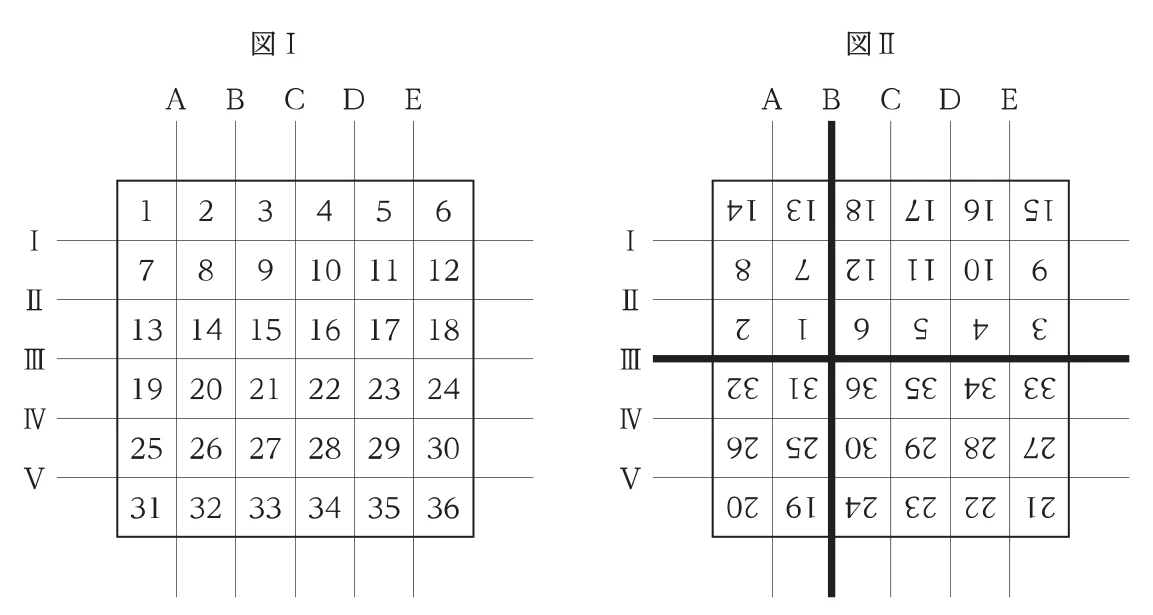 図Ⅰ 図Ⅱ
A B C D E A B C D E
1 2 3 4 5 6 14 13 18 17 16 15
Ⅰ Ⅰ
7 8 9 10 11 12 8 7 12 11 10 9
Ⅱ Ⅱ
13 14 15 16 17 18 2 1 6 5 4 3
Ⅲ Ⅲ
19 20 21 22 23 24 32 31 36 35 34 33
Ⅳ Ⅳ
25 26 27 28 29 30 26 25 30 29 28 27
Ⅴ Ⅴ
31 32 33 34 35 36 20 19 24 23 22 21